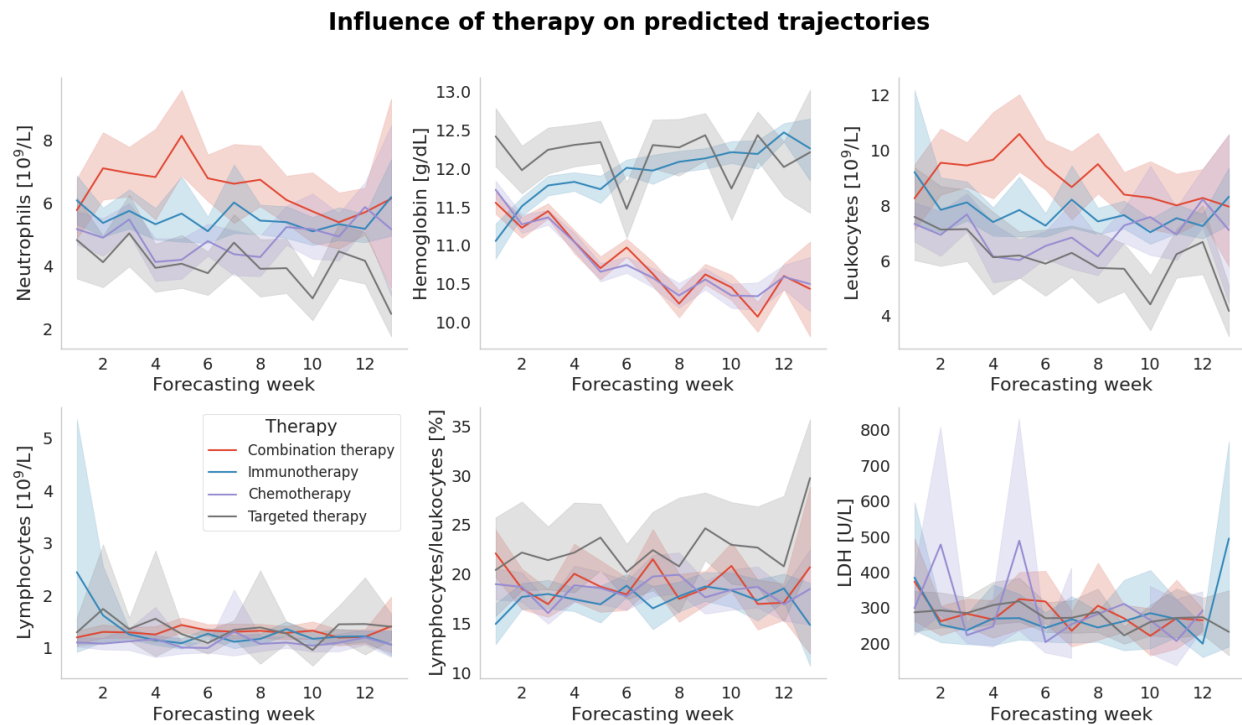 Influence of therapy on predicted trajectories
Neutrophils [10⁹/L]
8
6
4
2
2 4 6 8 10 12
Forecasting week
Hemoglobin [g/dL]
13.0
12.5
12.0
11.5
11.0
10.5
10.0
2 4 6 8 10 12
Forecasting week
Leukocytes [10⁹/L]
12
10
8
6
4
2 4 6 8 10 12
Forecasting week
Lymphocytes [10⁹/L]
5
4
3
2
1
Therapy
Combination therapy
Immunotherapy
Chemotherapy
Targeted therapy
2 4 6 8 10 12
Forecasting week
Lymphocytes/leukocytes [%]
35
30
25
20
15
10
2 4 6 8 10 12
Forecasting week
LDH [U/L]
800
700
600
500
400
300
200
2 4 6 8 10 12
Forecasting week